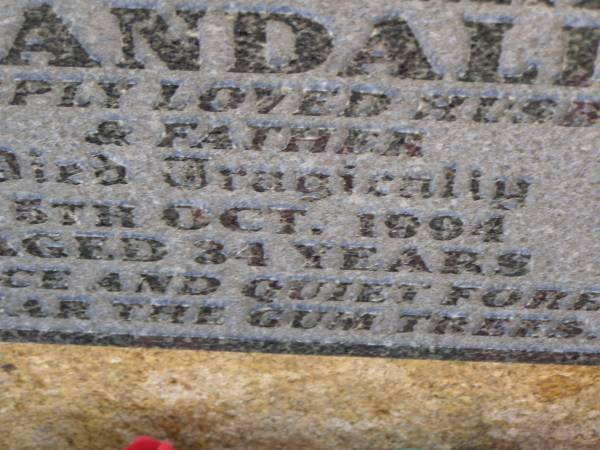 ANDALL
PLY LOVED HUSB
& FATHER
Died Tragically
5TH OCT. 1994
AGED 34 YEARS
CE AND QUIET FORE
AR THE GUM TREES